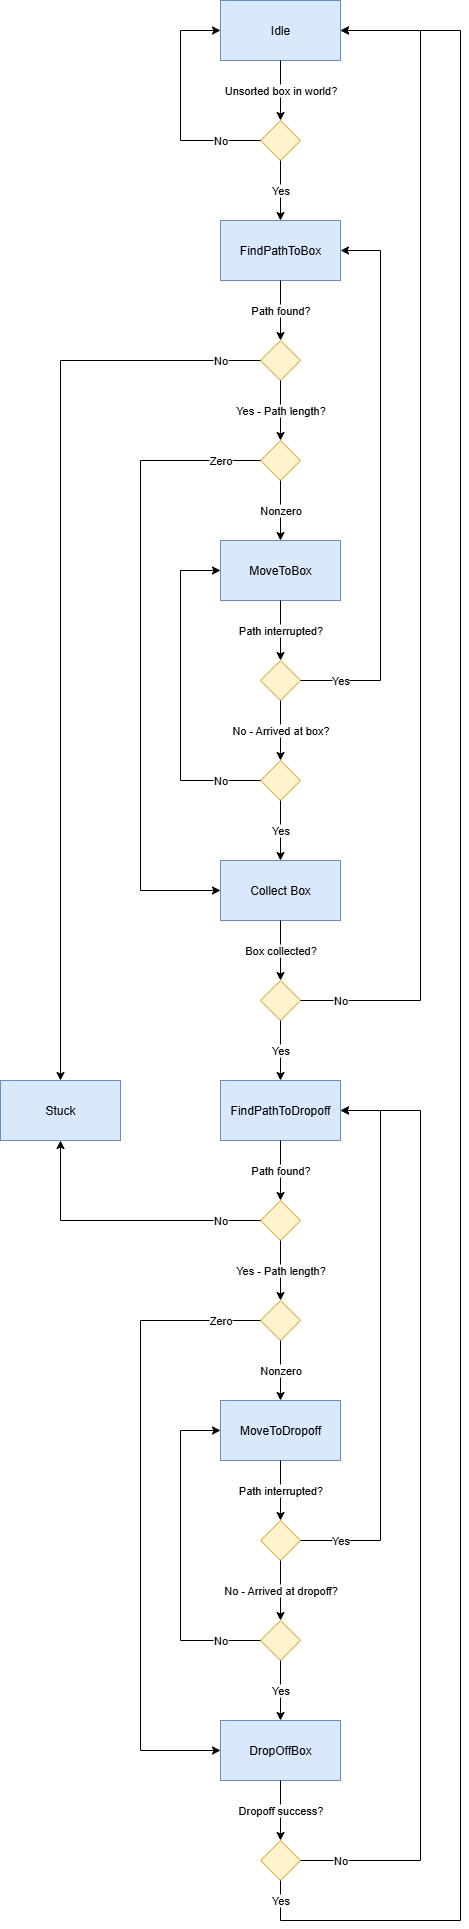 Idle
Unsorted box in world?
No
Yes
FindPathToBox
Path found?
No
Yes - Path length?
Zero
Nonzero
MoveToBox
Path interrupted?
Yes
No - Arrived at box?
No
Yes
Collect Box
Box collected?
No
Yes
Stuck
FindPathToDropoff
Path found?
No
Yes - Path length?
Zero
Nonzero
MoveToDropoff
Path interrupted?
Yes
No - Arrived at dropoff?
No
Yes
DropOffBox
Dropoff success?
No
Yes